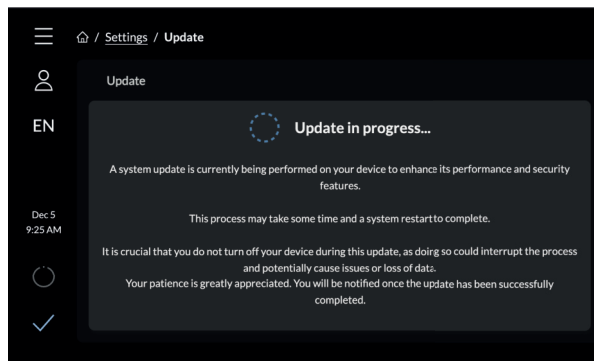 / Settings / Update
Update
EN
Update in progress...
A system update is currently being performed on your device to enhance its performance and security
features.
This process may take some time and a system restart to complete.
Dec 5
9:25 AM
It is crucial that you do not turn off your device during this update, as doing so could interrupt the process
and potentially cause issues or loss of data.
Your patience is greatly appreciated. You will be notified once the update has been successfully
completed.